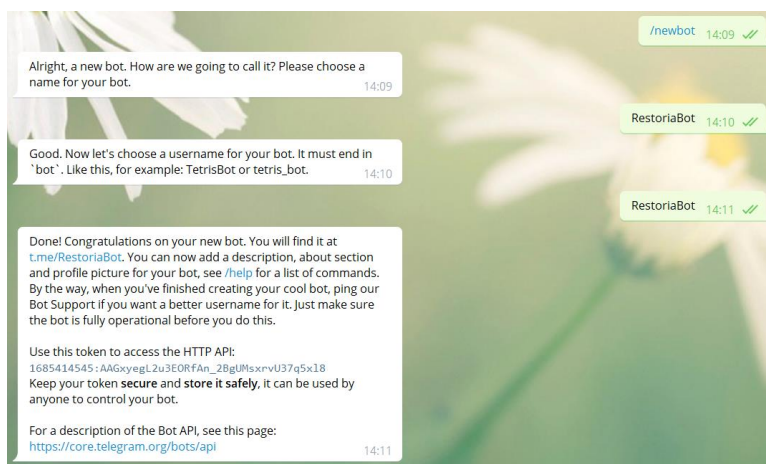 /newbot 14:09
Alright, a new bot. How are we going to call it? Please choose a
name for your bot. 14:09
RestoriaBot 14:10
Good. Now let's choose a username for your bot. It must end in
`bot`. Like this, for example: TetrisBot or tetris_bot. 14:10
RestoriaBot 14:11
Done! Congratulations on your new bot. You will find it at
t.me/RestoriaBot. You can now add a description, about section
and profile picture for your bot, see /help for a list of commands.
By the way, when you've finished creating your cool bot, ping our
Bot Support if you want a better username for it. Just make sure
the bot is fully operational before you do this.
Use this token to access the HTTP API:
1685414545:AAGxyegL2u3EORfAn_2BgUMsxrvU37q5xl8
Keep your token secure and store it safely, it can be used by
anyone to control your bot.
For a description of the Bot API, see this page:
https://core.telegram.org/bots/api 14:11